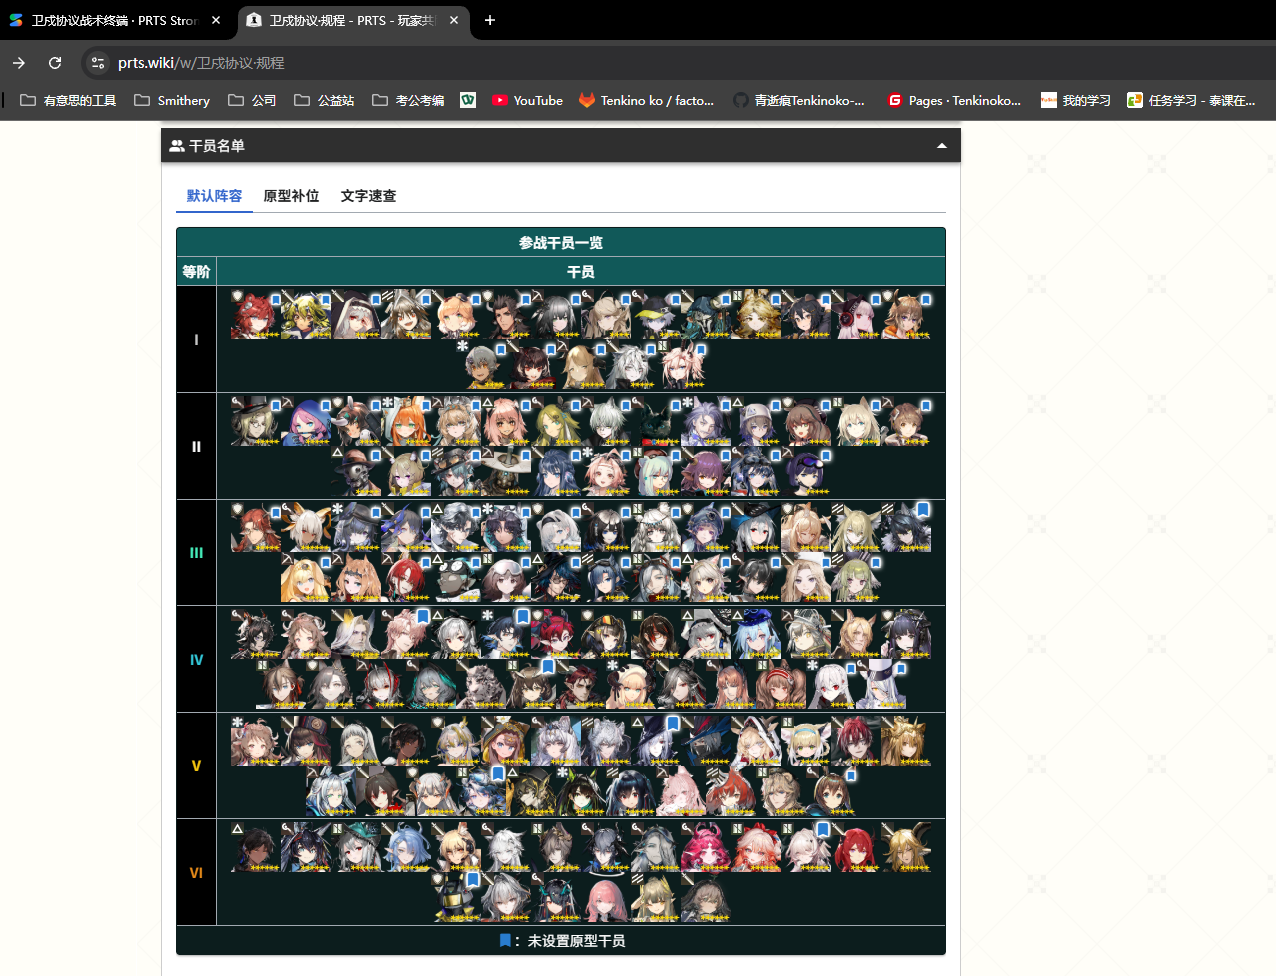 卫戍协议战术终端 · PRTS Stron
卫戍协议·规程 - PRTS - 玩家共
prts.wiki/w/卫戍协议·规程
有意思的工具
Smithery
公司
公益站
考公考编
YouTube
Tenkino ko / facto...
青逝痕Tenkinoko-...
Pages · Tenkinoko...
我的学习
任务学习 - 泰课在...
干员名单
默认阵容 原型补位 文字速查
参战干员一览
等阶 干员
I
II
III
IV
V
VI
：未设置原型干员